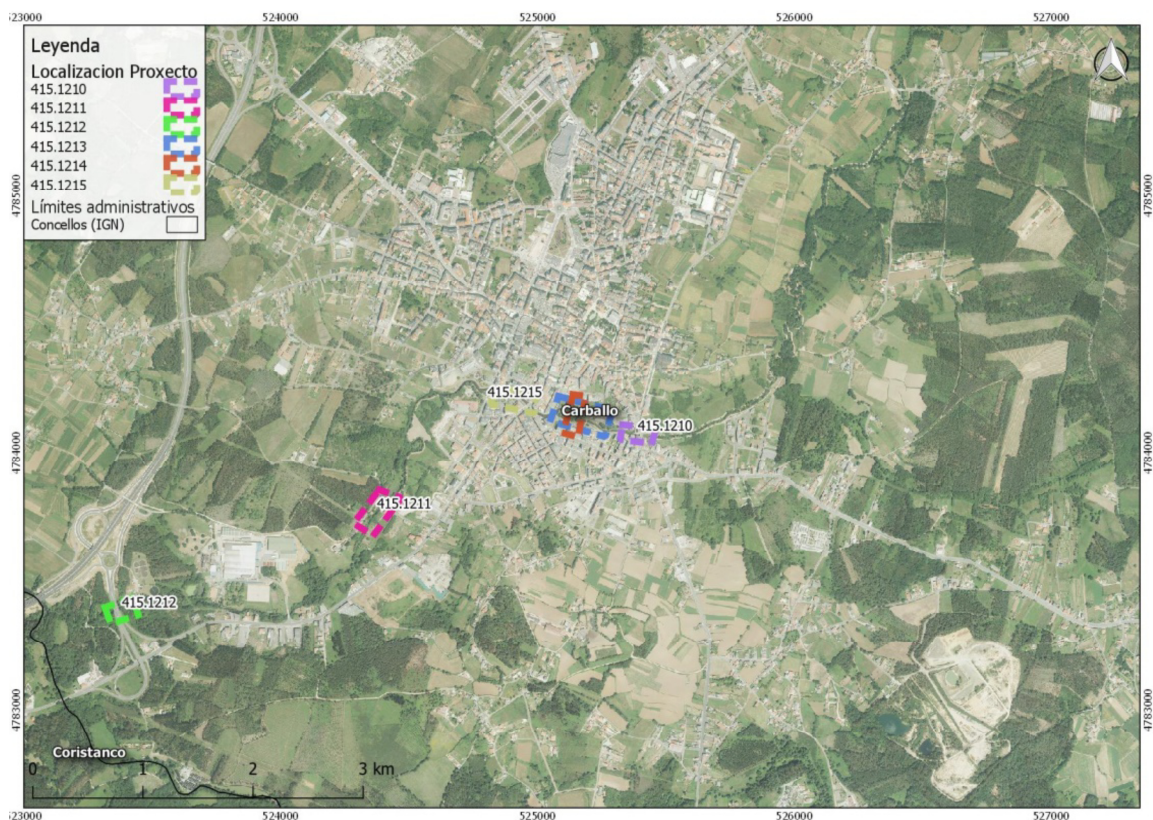 523000 524000 525000 526000 527000
Leyenda
Localizacion Proxecto
415.1210
415.1211
415.1212
415.1213
415.1214
415.1215
Límites administrativos
Concellos (IGN)
4785000 4785000
415.1215
Carballo
415.1210
4784000 4784000
415.1211
415.1212
4783000 4783000
Coristanco
0 1 2 3 km
523000 524000 525000 526000 527000